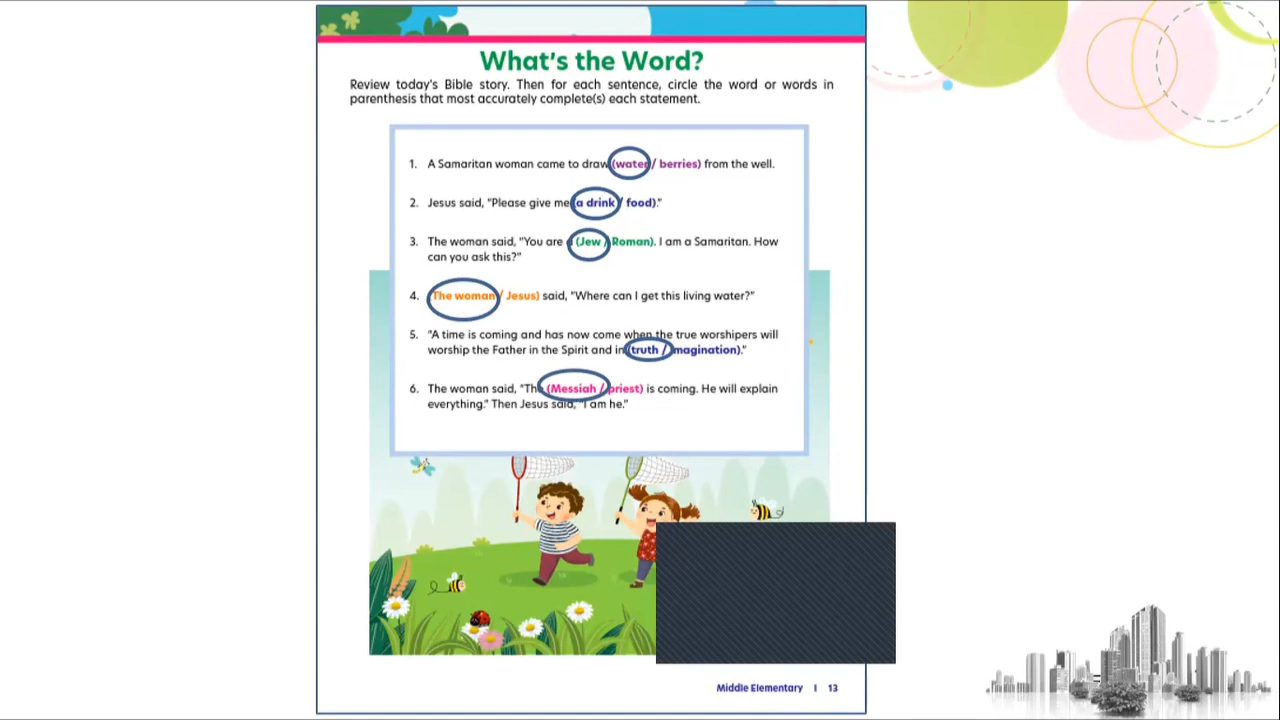 What's the Word?
Review today's Bible story. Then for each sentence, circle the word or words in
parenthesis that most accurately complete(s) each statement.
1. A Samaritan woman came to draw (water / berries) from the well.
2. Jesus said, "Please give me (a drink / food)."
3. The woman said, "You are a (Jew / Roman). I am a Samaritan. How
can you ask this?"
4. (The woman / Jesus) said, "Where can I get this living water?"
5. "A time is coming and has now come when the true worshipers will
worship the Father in the Spirit and in (truth / imagination)."
6. The woman said, "The (Messiah / priest) is coming. He will explain
everything." Then Jesus said, "I am he."
Middle Elementary | 13